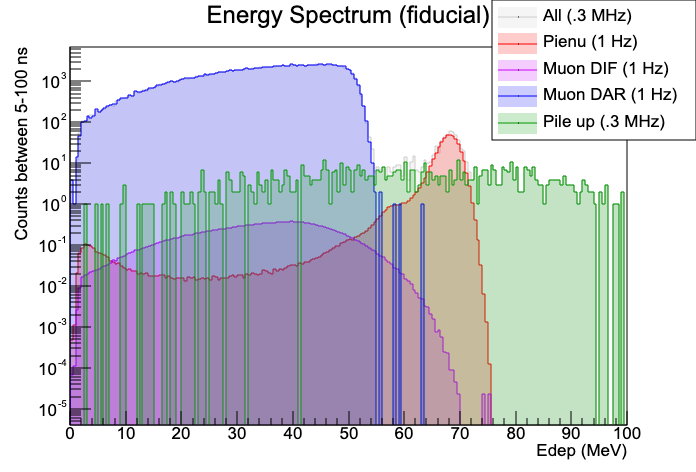 Energy Spectrum (fiducial)
All (.3 MHz)
Pienu (1 Hz)
Muon DIF (1 Hz)
Muon DAR (1 Hz)
Pile up (.3 MHz)
Counts between 5-100 ns
10³
10²
10¹
10⁰
10⁻¹
10⁻²
10⁻³
10⁻⁴
10⁻⁵
0 10 20 30 40 50 60 70 80 90 100
Edep (MeV)